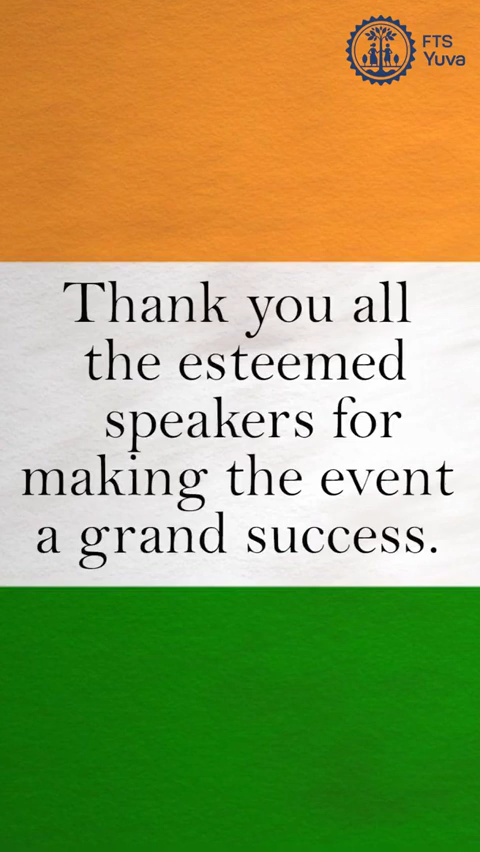 FTS
Yuva
Thank you all
the esteemed
speakers for
making the event
a grand success.